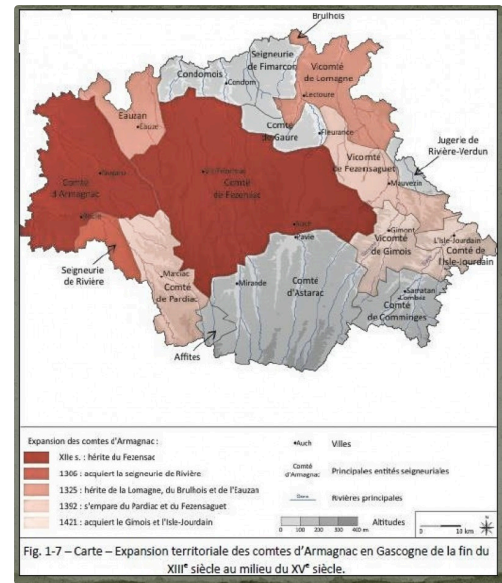 Brulhois
Seigneurie
de Fimarcon
Condomois
Condom
Vicomté
de Lomagne
Lectoure
Eauzan
Eauze
Comté
de Gaure
Fleurance
Jugerie de
Rivière-Verdun
Vicomté
de Fezensaguet
Mauvezin
Comté
d'Armagnac
Comté
de Fezensac
Auch
Pavie
Gimont
Vicomté
de Gimois
L'Isle-Jourdain
Comté de
L'Isle-Jourdain
Seigneurie
de Rivière
Marciac
Comté
de Pardiac
Mirande
Comté
d'Astarac
Samatan
Lombez
Comté
de Comminges
Affites
Expansion des comtes d'Armagnac :
XIIe s. : hérite du Fezensac
1306 : acquiert la seigneurie de Rivière
1325 : hérite de la Lomagne, du Brulhois et de l'Eauzan
1392 : s'empare du Pardiac et du Fezensaguet
1421 : acquiert le Gimois et l'Isle-Jourdain
Auch Villes
Comté
d'Armagnac Principales entités seigneuriales
Rivières principales
Altitudes
0 100 200 300 400 m
0 10 km
Fig. 1-7 – Carte – Expansion territoriale des comtes d'Armagnac en Gascogne de la fin du
XIIIe siècle au milieu du XVe siècle.